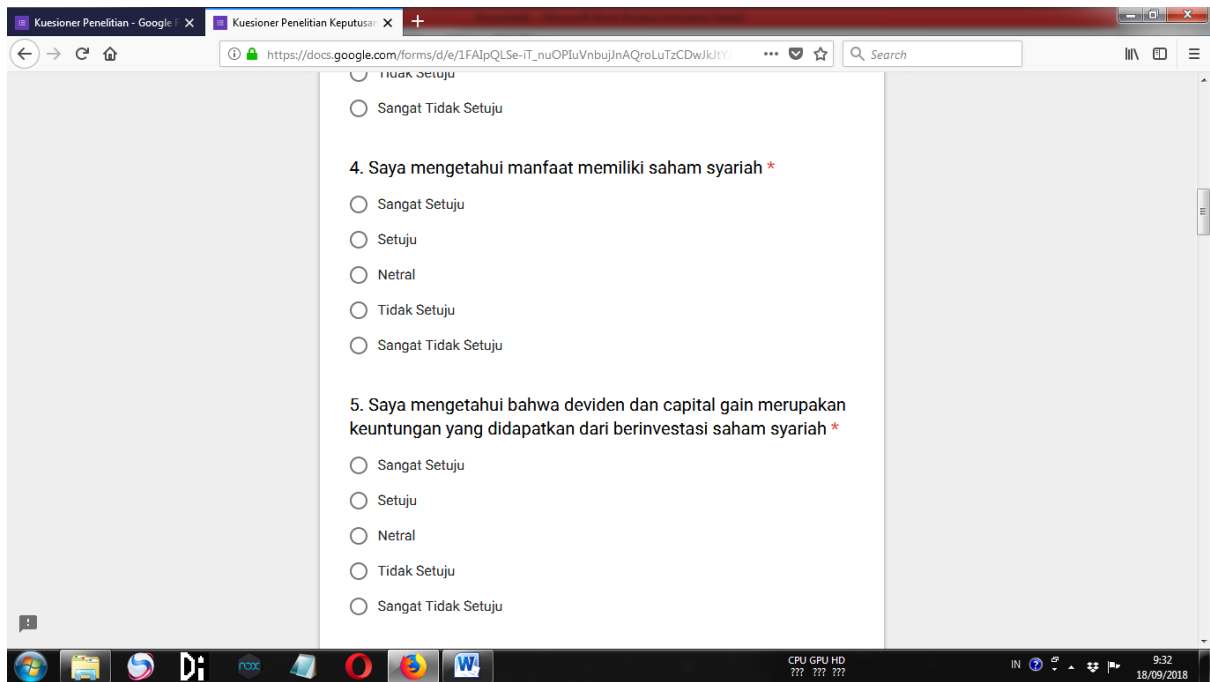 Kuesioner Penelitian - Google F
Kuesioner Penelitian Keputusan
https://docs.google.com/forms/d/e/1FAIpQLSe-iT_nuOPIuVnbujJnAQroLuTzCDwJkJtY
Search
Tidak Setuju
Sangat Tidak Setuju
4. Saya mengetahui manfaat memiliki saham syariah *
Sangat Setuju
Setuju
Netral
Tidak Setuju
Sangat Tidak Setuju
5. Saya mengetahui bahwa deviden dan capital gain merupakan
keuntungan yang didapatkan dari berinvestasi saham syariah *
Sangat Setuju
Setuju
Netral
Tidak Setuju
Sangat Tidak Setuju
CPU GPU HD
??? ??? ???
IN
9:32
18/09/2018